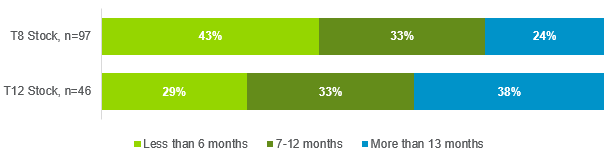 T8 Stock, n=97 43% 33% 24%
T12 Stock, n=46 29% 33% 38%
Less than 6 months 7-12 months More than 13 months